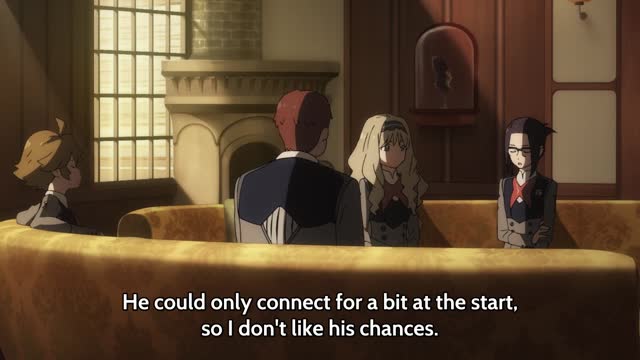 He could only connect for a bit at the start,
so I don't like his chances.